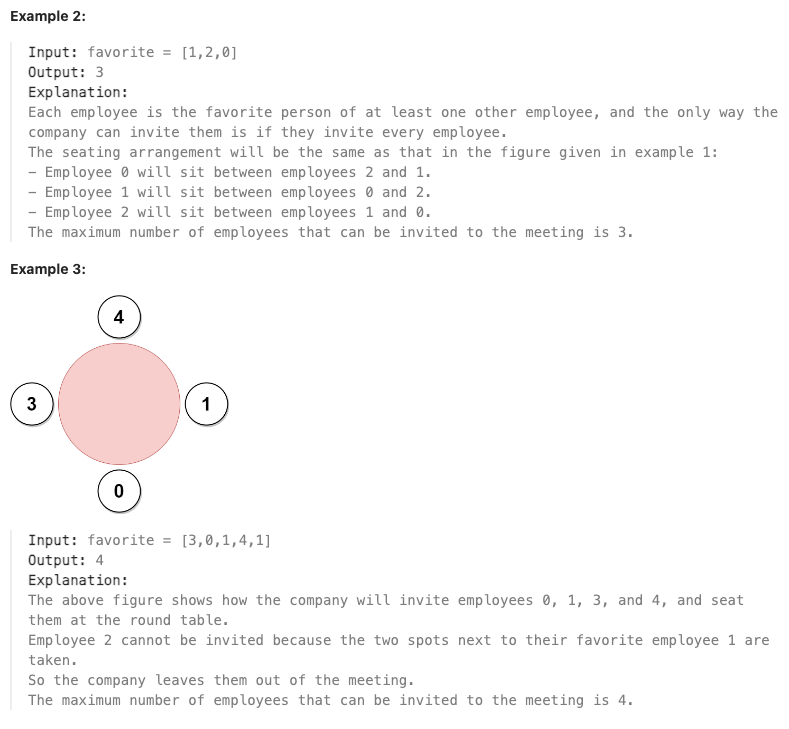 Example 2:
Input: favorite = [1,2,0]
Output: 3
Explanation:
Each employee is the favorite person of at least one other employee, and the only way the
company can invite them is if they invite every employee.
The seating arrangement will be the same as that in the figure given in example 1:
- Employee 0 will sit between employees 2 and 1.
- Employee 1 will sit between employees 0 and 2.
- Employee 2 will sit between employees 1 and 0.
The maximum number of employees that can be invited to the meeting is 3.
Example 3:
4
3 1
0
Input: favorite = [3,0,1,4,1]
Output: 4
Explanation:
The above figure shows how the company will invite employees 0, 1, 3, and 4, and seat
them at the round table.
Employee 2 cannot be invited because the two spots next to their favorite employee 1 are
taken.
So the company leaves them out of the meeting.
The maximum number of employees that can be invited to the meeting is 4.